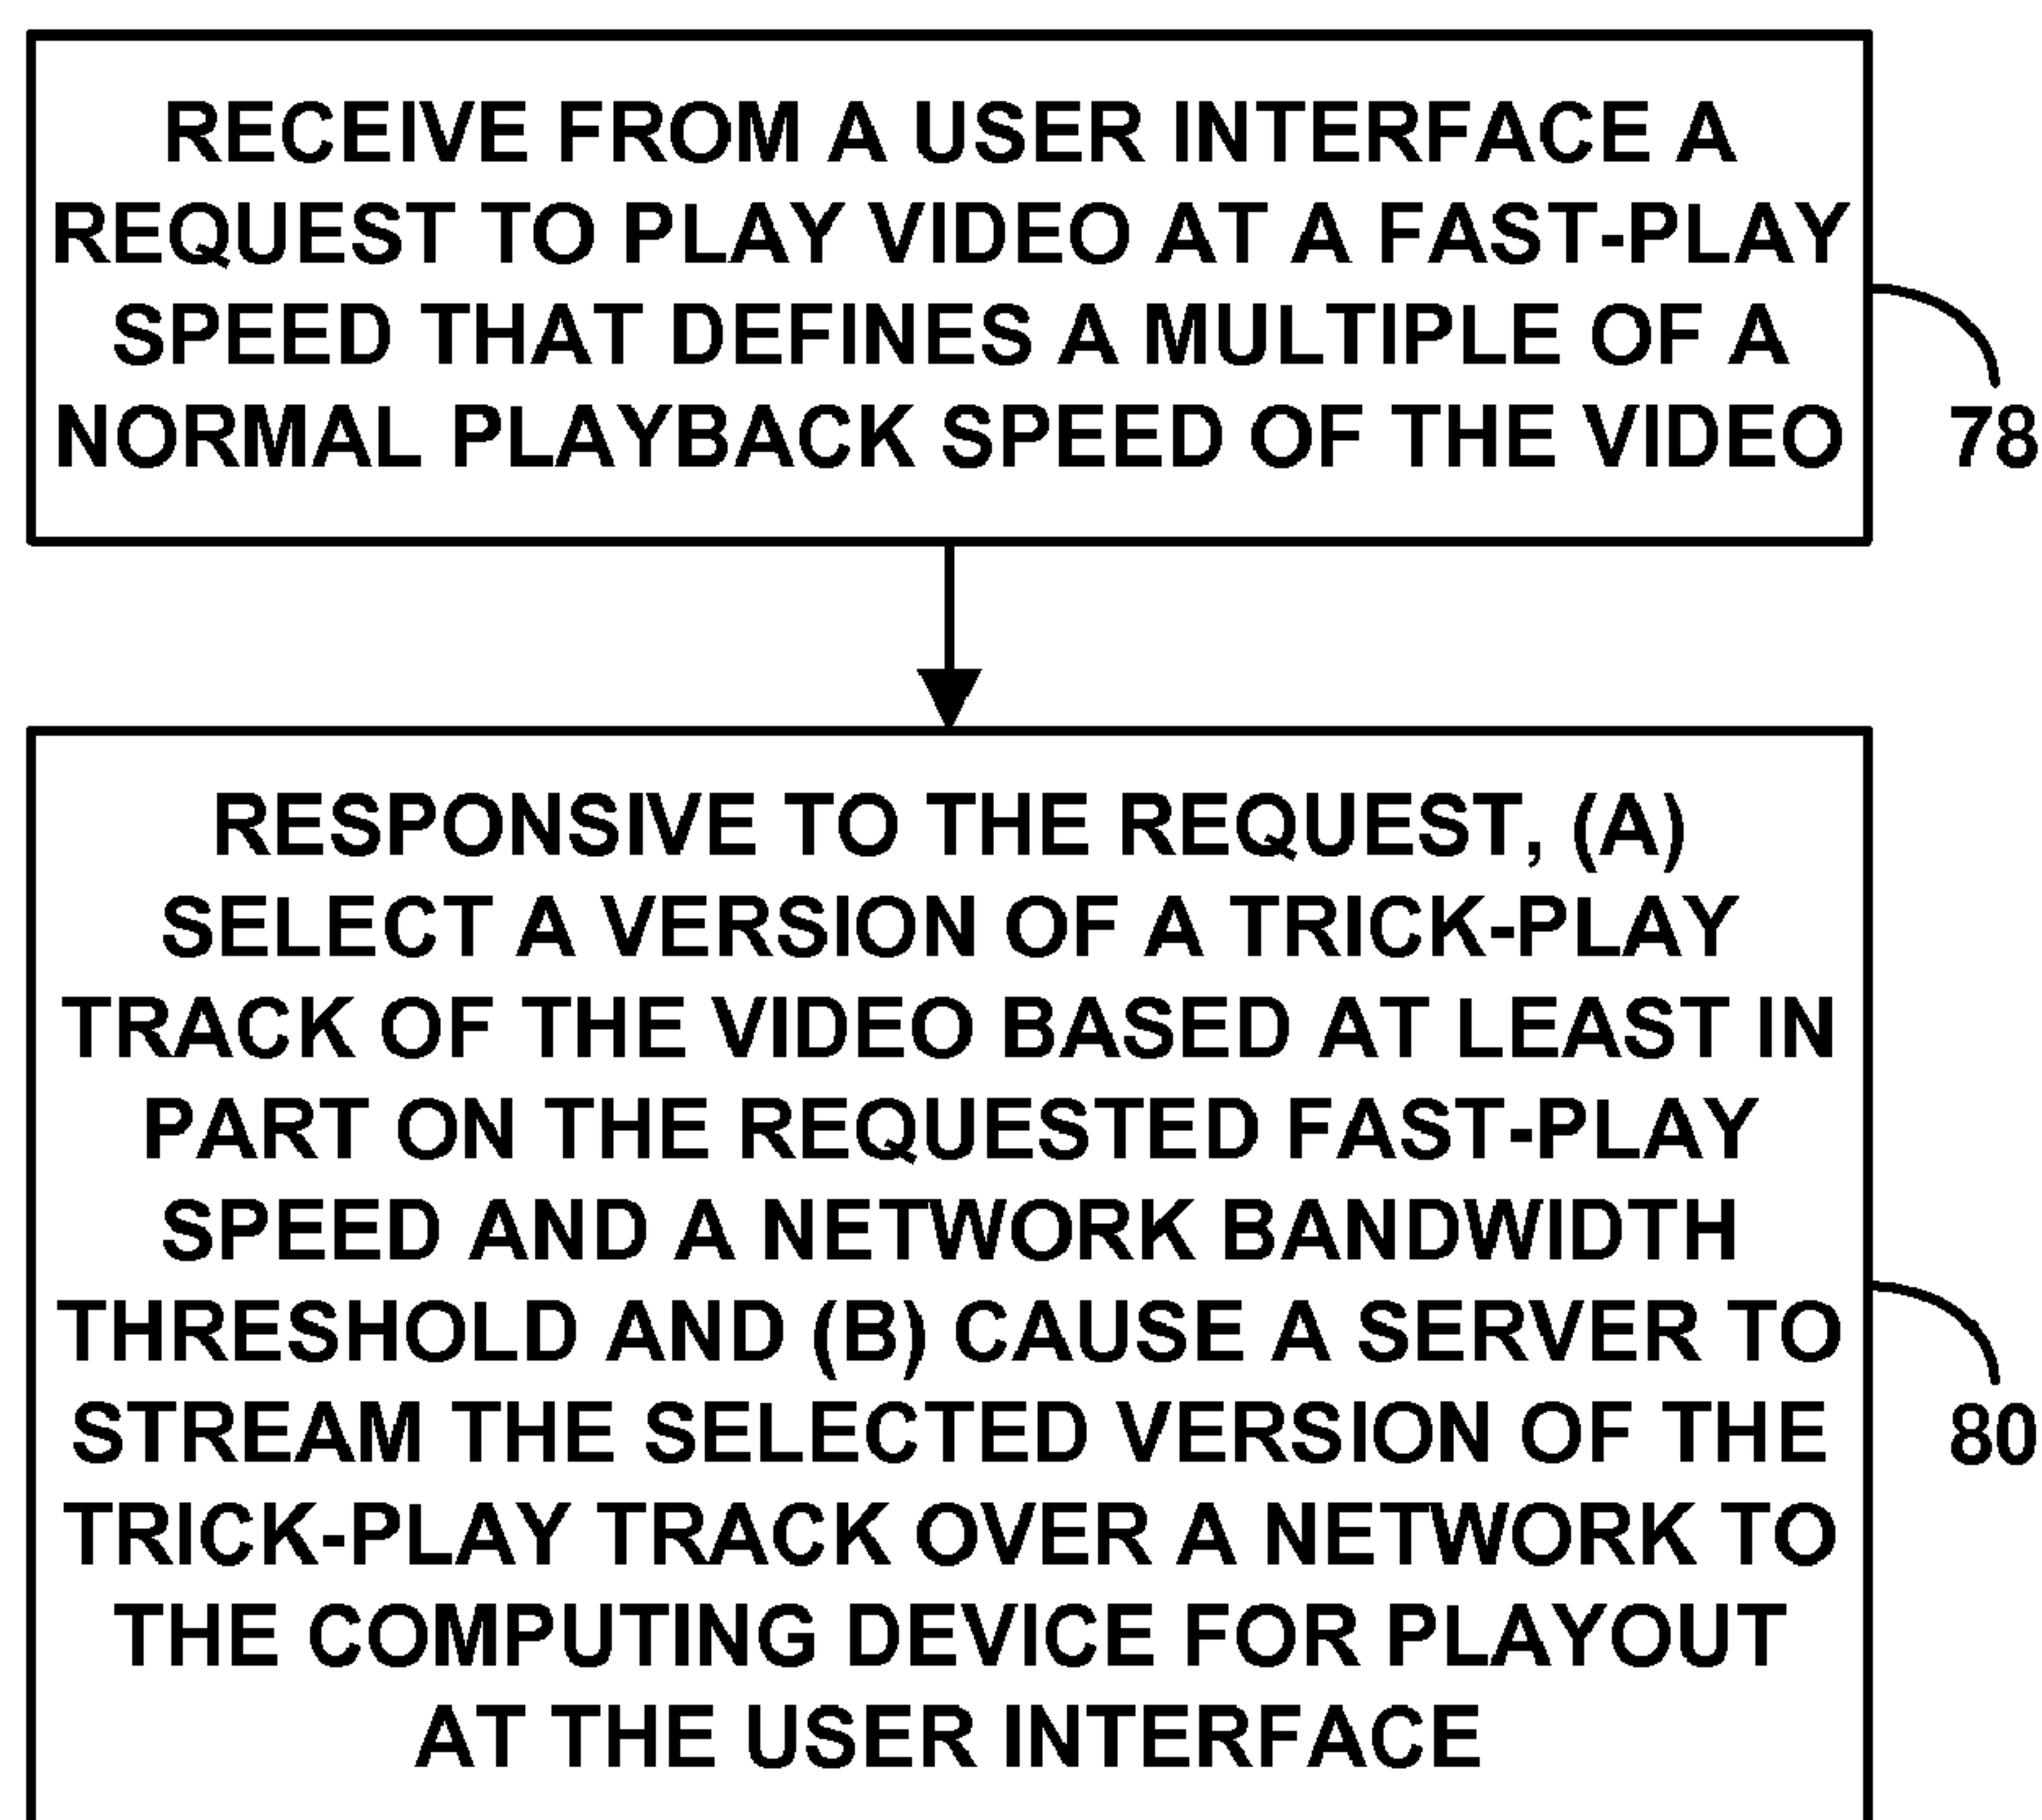 RECEIVE FROM A USER INTERFACE A
REQUEST TO PLAY VIDEO AT A FAST-PLAY
SPEED THAT DEFINES A MULTIPLE OF A
NORMAL PLAYBACK SPEED OF THE VIDEO
78
RESPONSIVE TO THE REQUEST, (A)
SELECT A VERSION OF A TRICK-PLAY
TRACK OF THE VIDEO BASED AT LEAST IN
PART ON THE REQUESTED FAST-PLAY
SPEED AND A NETWORK BANDWIDTH
THRESHOLD AND (B) CAUSE A SERVER TO
STREAM THE SELECTED VERSION OF THE
TRICK-PLAY TRACK OVER A NETWORK TO
THE COMPUTING DEVICE FOR PLAYOUT
AT THE USER INTERFACE
80